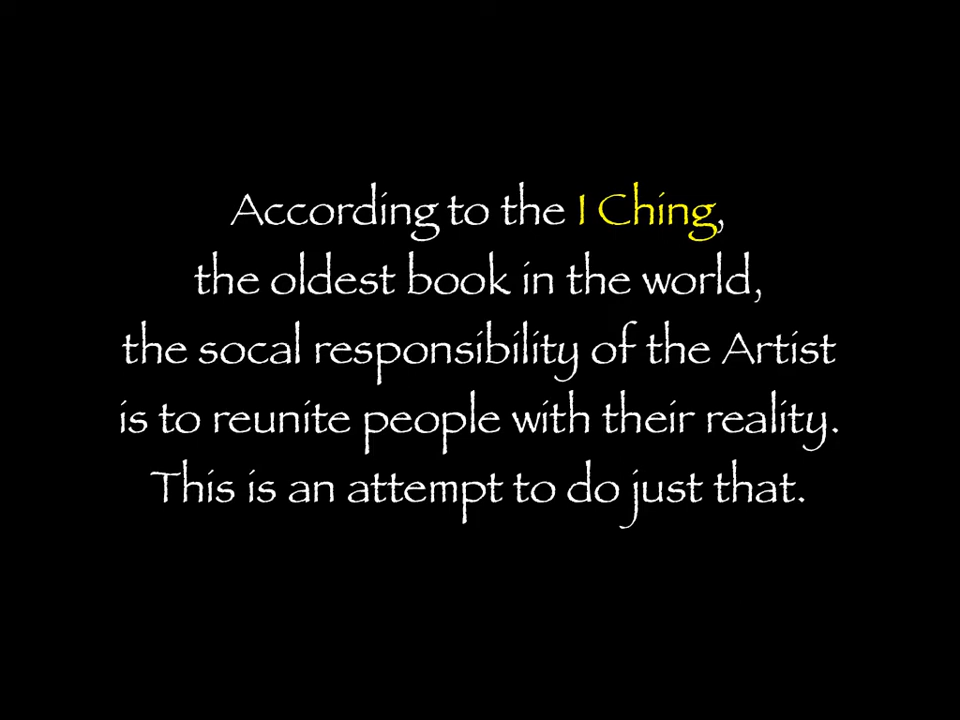 According to the I Ching,
the oldest book in the world,
the socal responsibility of the Artist
is to reunite people with their reality.
This is an attempt to do just that.